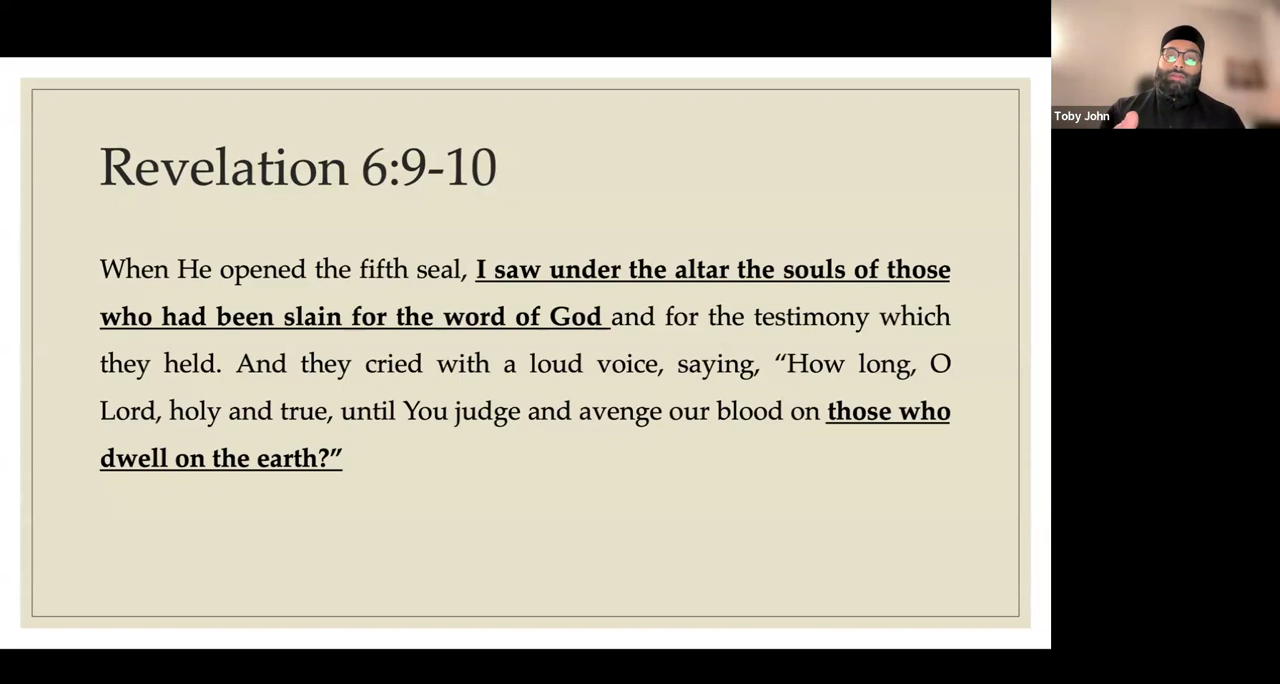 Revelation 6:9-10
When He opened the fifth seal, I saw under the altar the souls of those
who had been slain for the word of God and for the testimony which
they held. And they cried with a loud voice, saying, “How long, O
Lord, holy and true, until You judge and avenge our blood on those who
dwell on the earth?”
Toby John